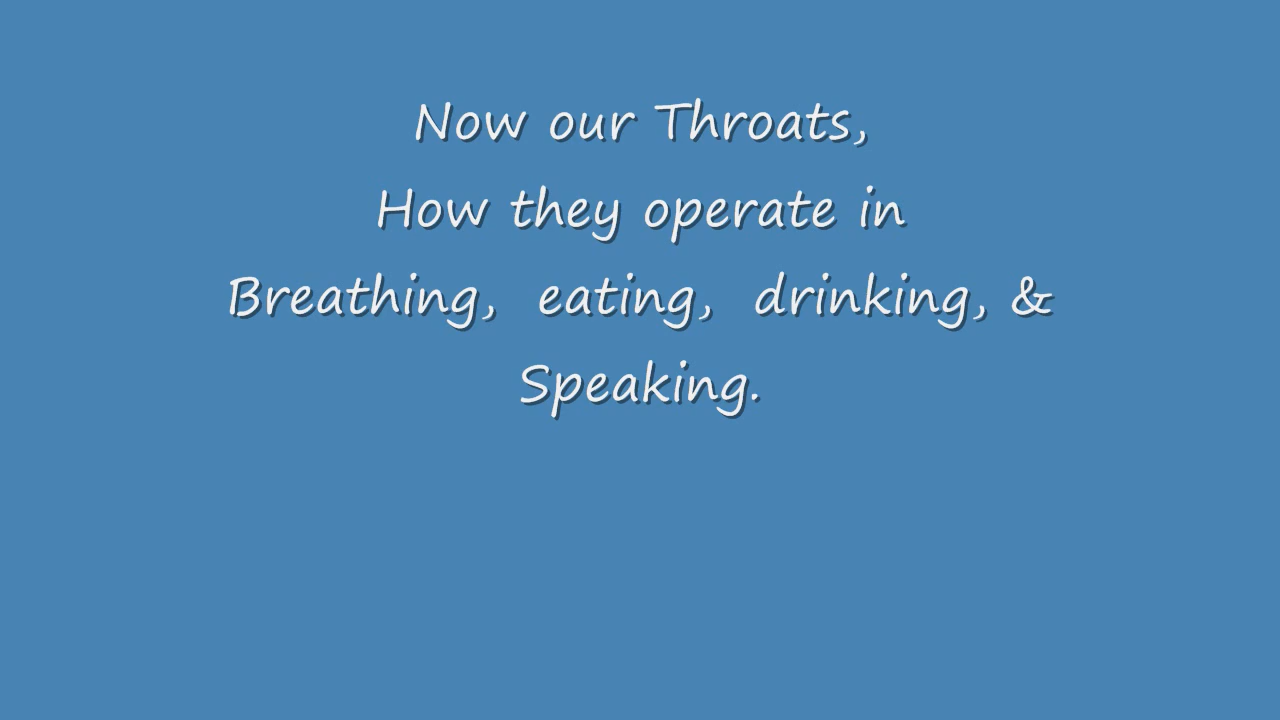 Now our Throats,
How they operate in
Breathing, eating, drinking, &
Speaking.